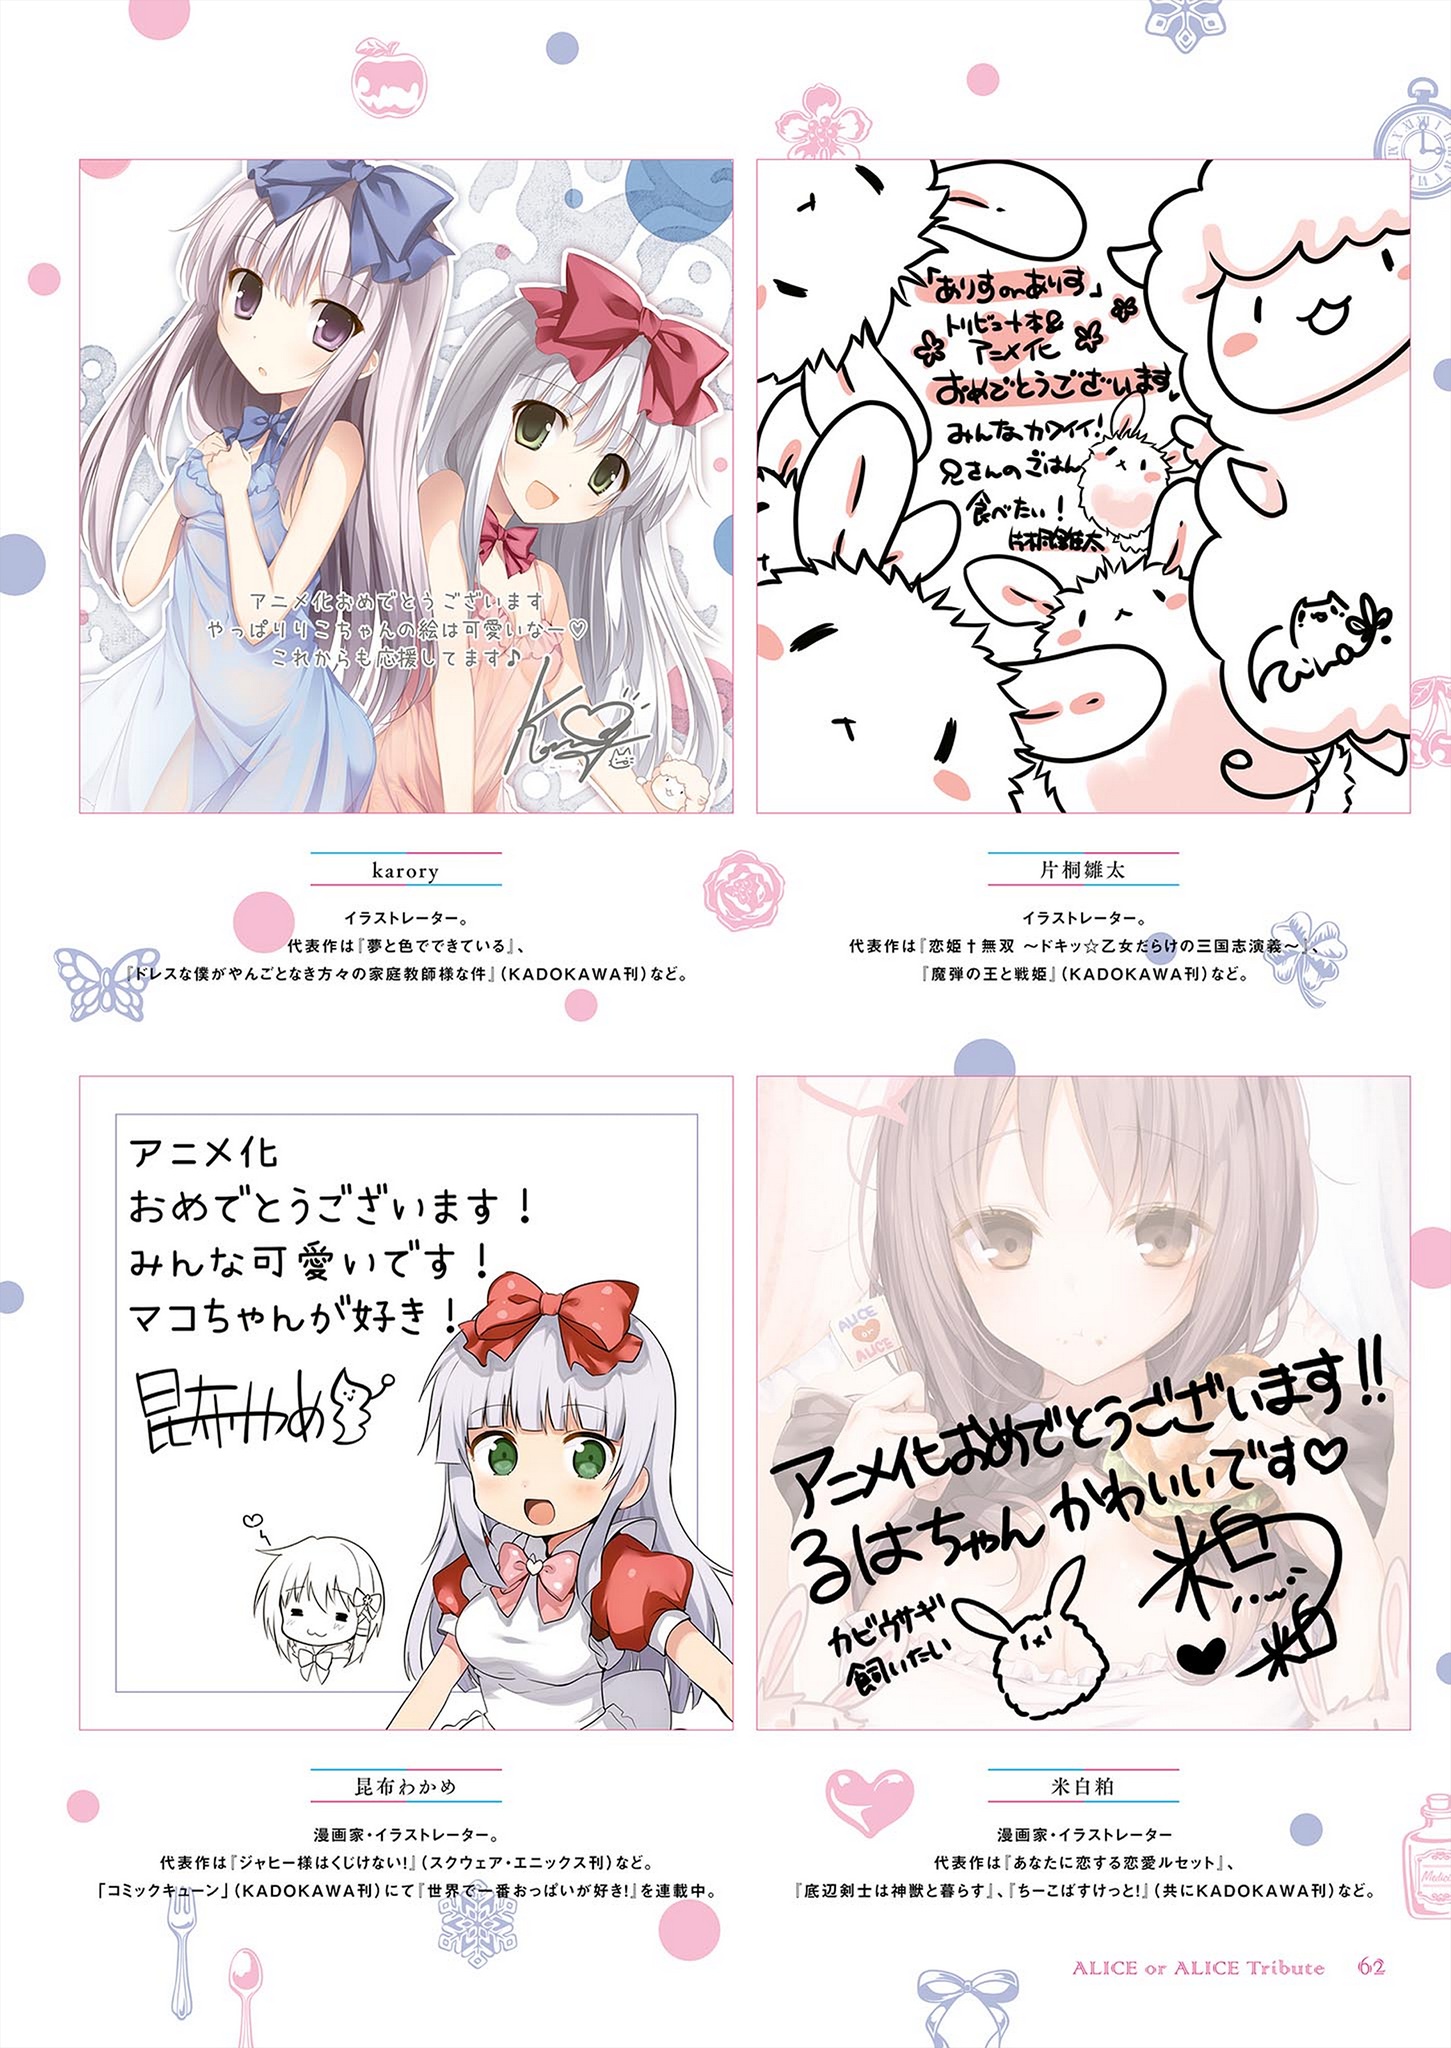 アニメ化おめでとうございます
やっぱりりこちゃんの絵は可愛いなー♡
これからも応援してます♪
karory
イラストレーター。
代表作は『夢と色でできている』、
『ドレスな僕がやんごとなき方々の家庭教師様な件』（KADOKAWA刊）など。
「ありす or ありす」
トリビュート本&
アニメ化
おめでとうございます
みんなカワイイ!
兄さんのごはん
食べたい!
片桐雛太
片桐雛太
イラストレーター。
代表作は『恋姫†無双 〜ドキッ☆乙女だらけの三国志演義〜』、
『魔弾の王と戦姫』（KADOKAWA刊）など。
アニメ化
おめでとうございます!
みんな可愛いです!
マコちゃんが好き!
昆布わかめ
昆布わかめ
漫画家・イラストレーター。
代表作は『ジャヒー様はくじけない!』（スクウェア・エニックス刊）など。
「コミックキューン」（KADOKAWA刊）にて『世界で一番おっぱいが好き!』を連載中。
ALICE
or
ALICE
アニメ化おめでとうございます!!
るはちゃんかわいいです♡
カビウサギ
飼いたい
米白粕
米白粕
漫画家・イラストレーター
代表作は『あなたに恋する恋愛ルセット』、
『底辺剣士は神獣と暮らす』、『ちーこばすけっと!』（共にKADOKAWA刊）など。
ALICE or ALICE Tribute 62